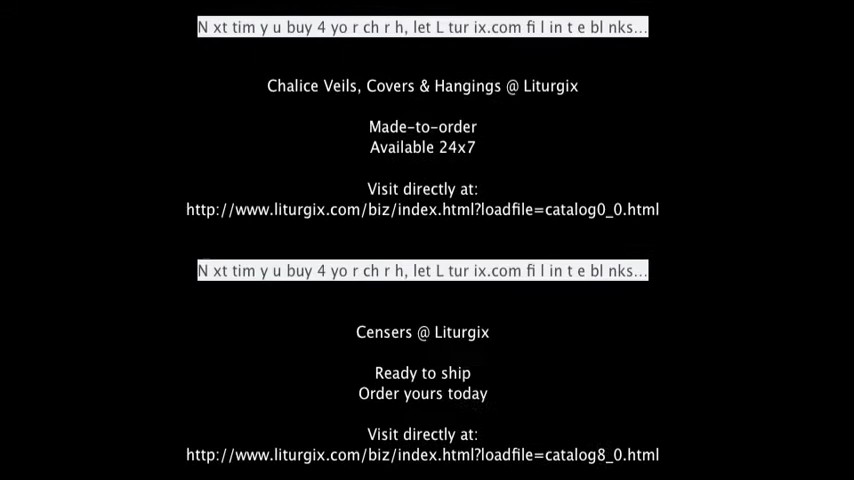 N xt tim y u buy 4 yo r ch r h, let L tur ix.com fi l in t e bl nks...
Chalice Veils, Covers & Hangings @ Liturgix
Made-to-order
Available 24x7
Visit directly at:
http://www.liturgix.com/biz/index.html?loadfile=catalog0_0.html
N xt tim y u buy 4 yo r ch r h, let L tur ix.com fi l in t e bl nks...
Censers @ Liturgix
Ready to ship
Order yours today
Visit directly at:
http://www.liturgix.com/biz/index.html?loadfile=catalog8_0.html